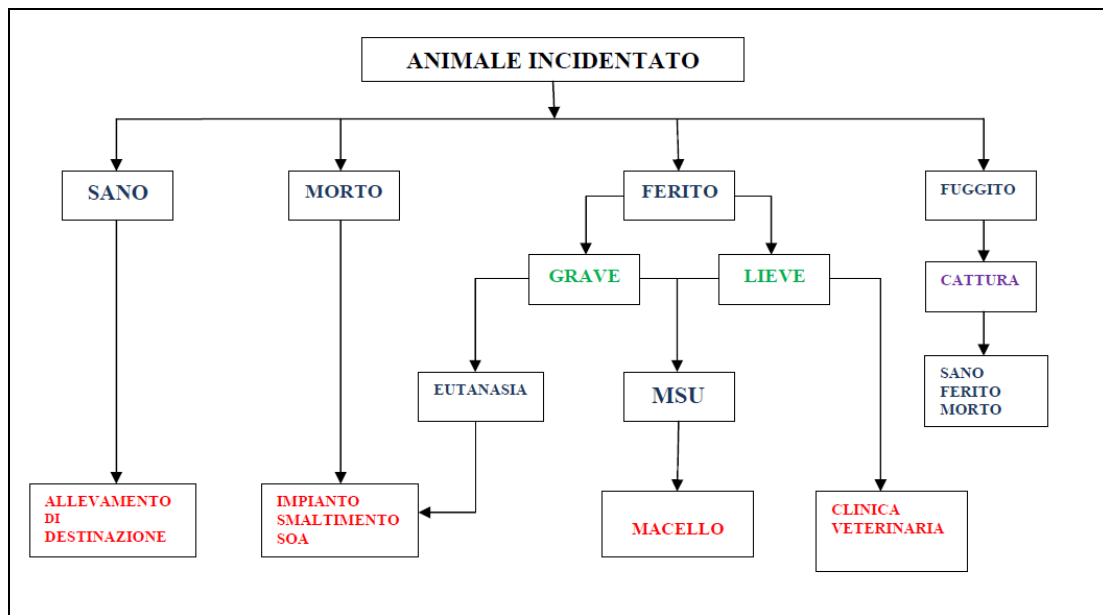 ANIMALE INCIDENTATO
SANO
MORTO
FERITO
FUGGITO
GRAVE
LIEVE
CATTURA
EUTANASIA
MSU
SANO
FERITO
MORTO
ALLEVAMENTO
DI
DESTINAZIONE
IMPIANTO
SMALTIMENTO
SOA
MACELLO
CLINICA
VETERINARIA